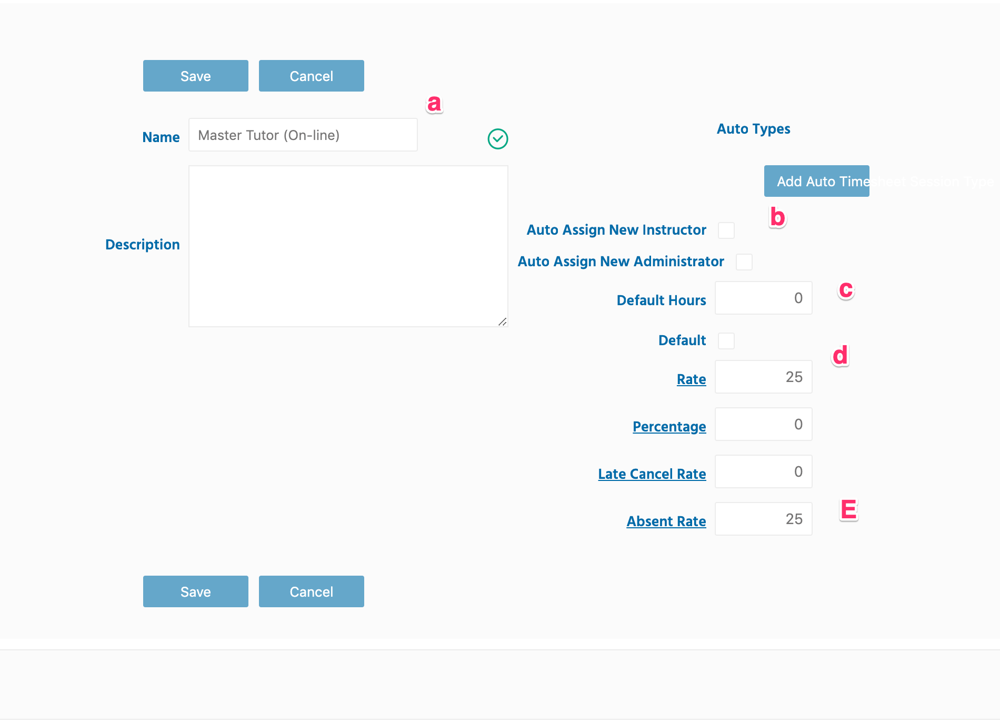 Save
Cancel
a
Name
Master Tutor (On-line)
Auto Types
Add Auto Timesheet Session Type
b
Auto Assign New Instructor
Description
Auto Assign New Administrator
c
Default Hours
0
Default
d
Rate
25
Percentage
0
Late Cancel Rate
0
E
Absent Rate
25
Save
Cancel